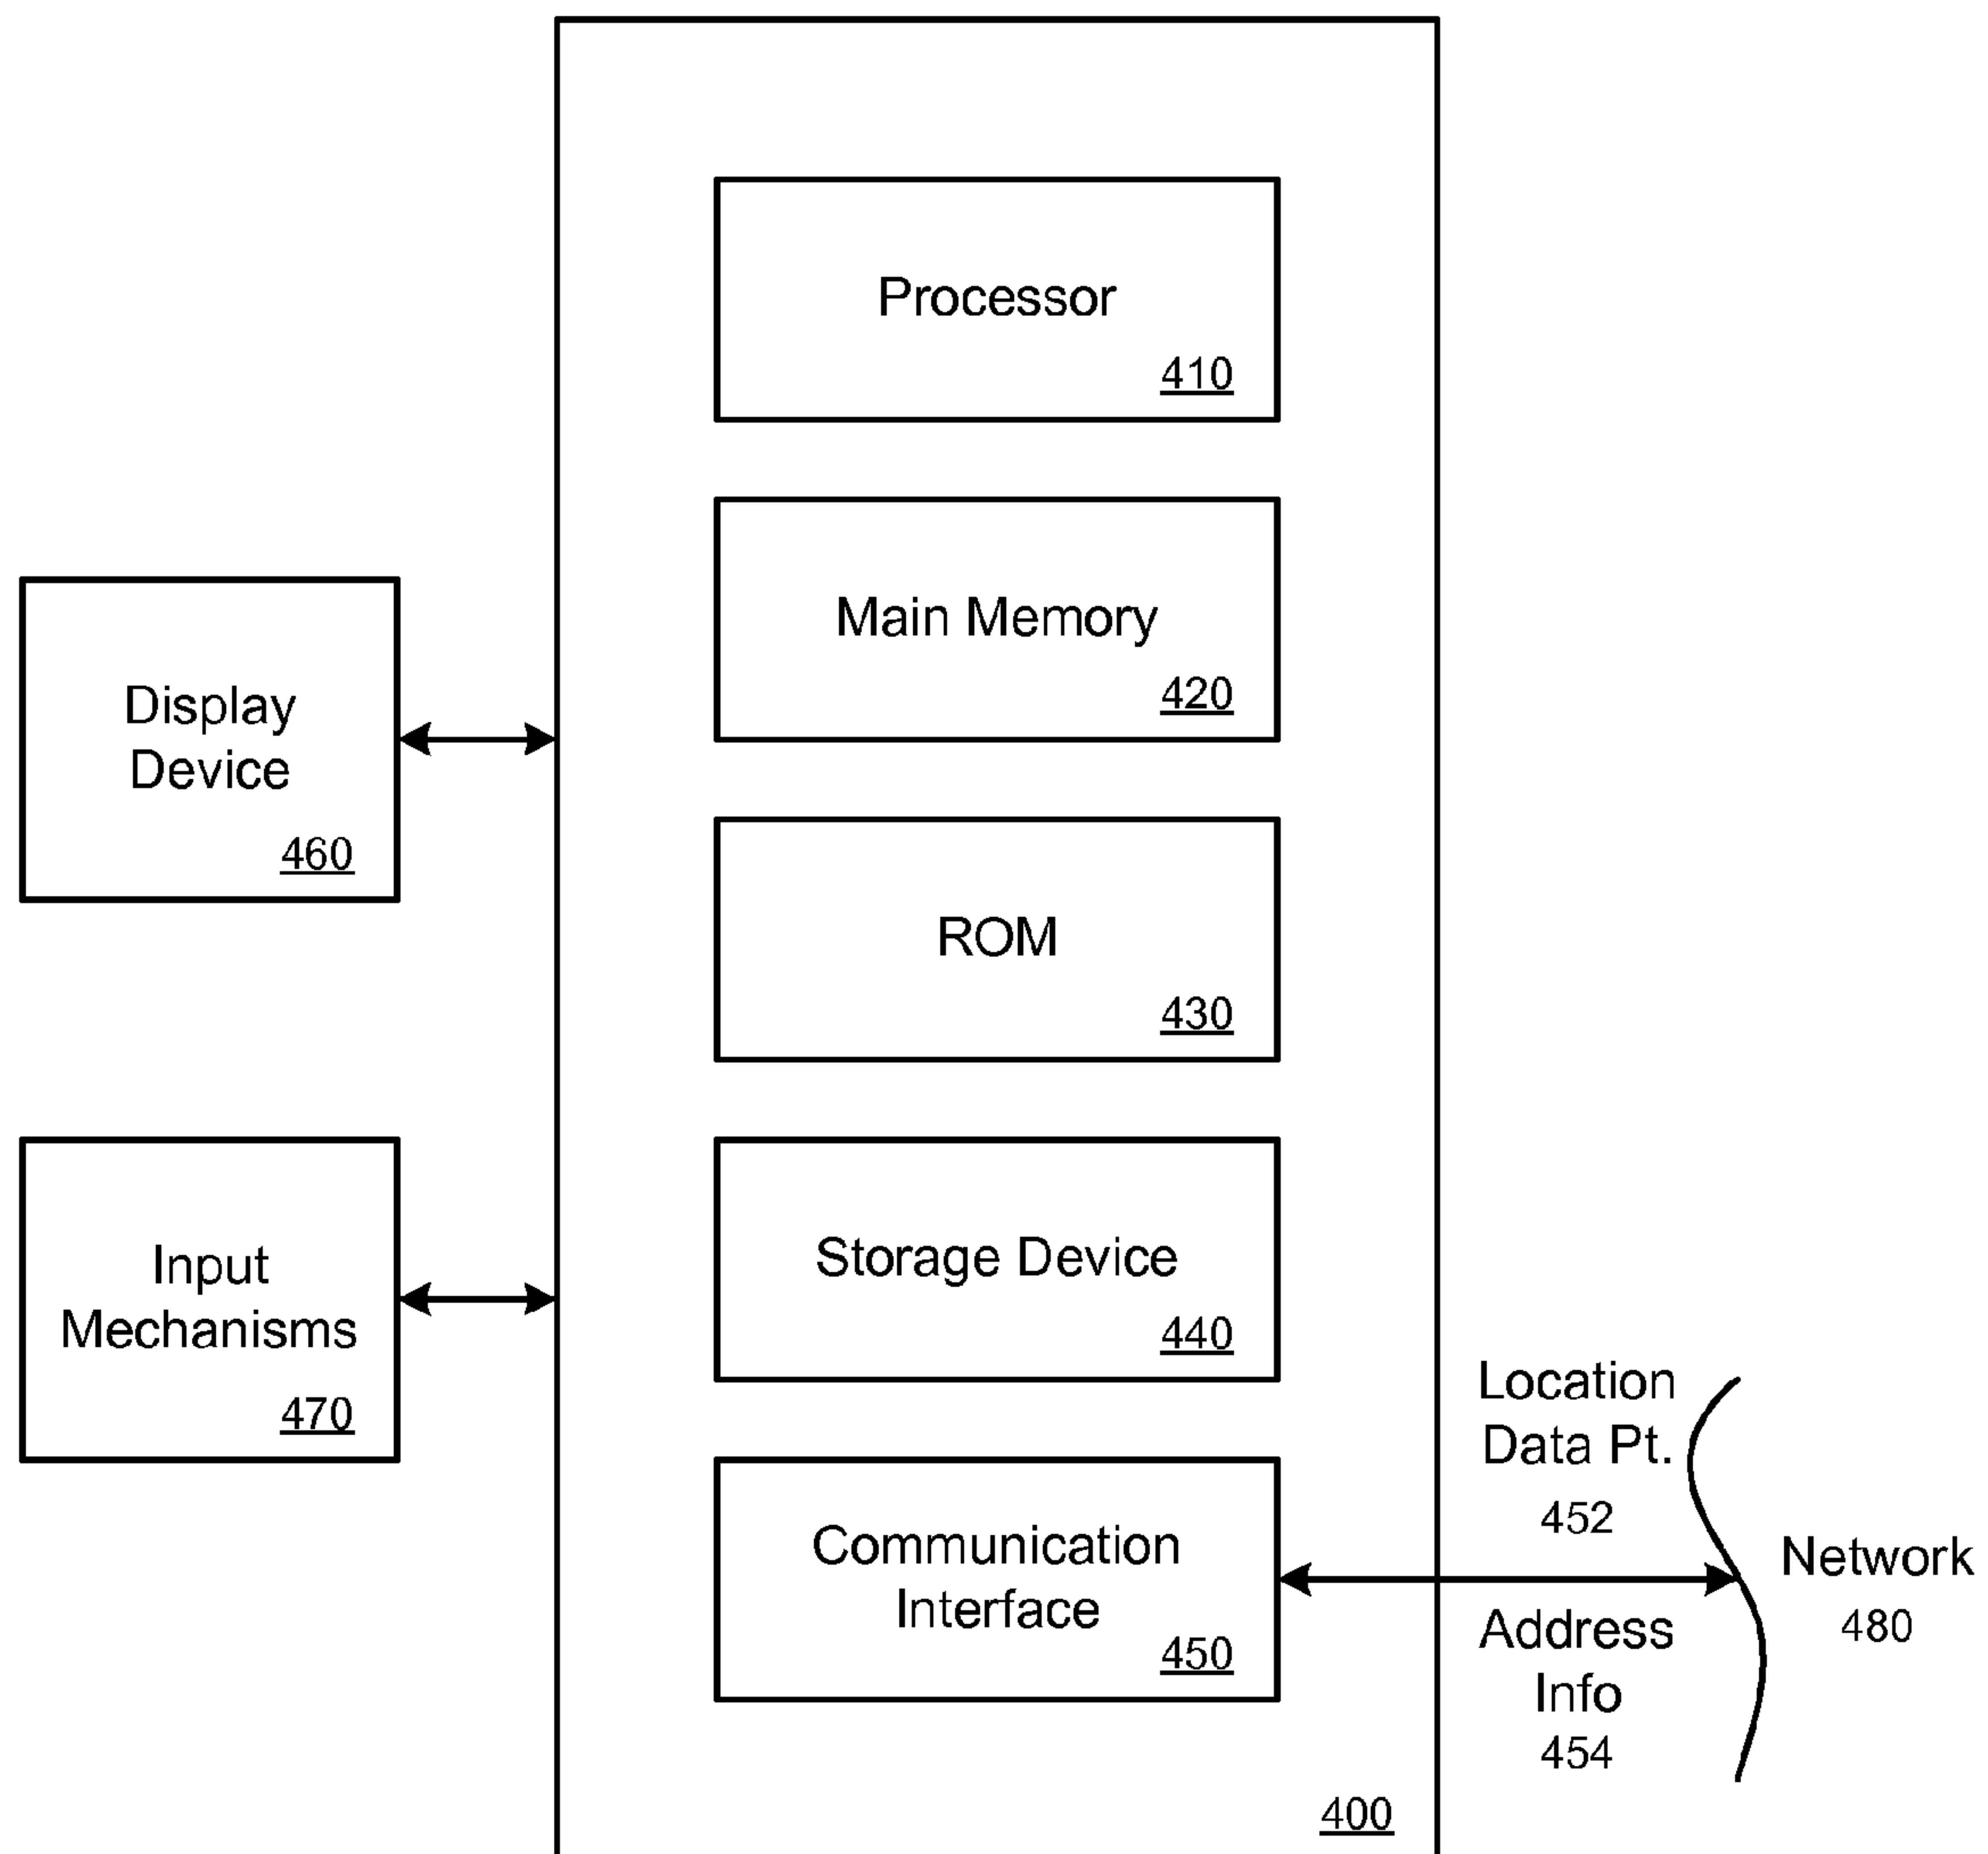 Processor
410
Main Memory
420
Display
Device
460
ROM
430
Storage Device
440
Input
Mechanisms
470
Communication
Interface
450
Location
Data Pt.
452
Address
Info
454
Network
480
400